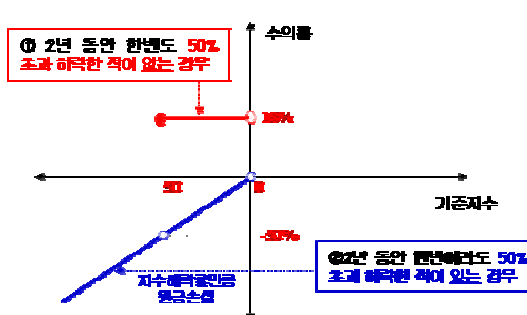 수익률
① 2년 동안 한번도 50%
초과 하락한 적이 없는 경우
기준지수
-50%
②2년 동안 한번이라도 50%
초과 하락한 적이 있는 경우
지수하락율만큼
원금손실